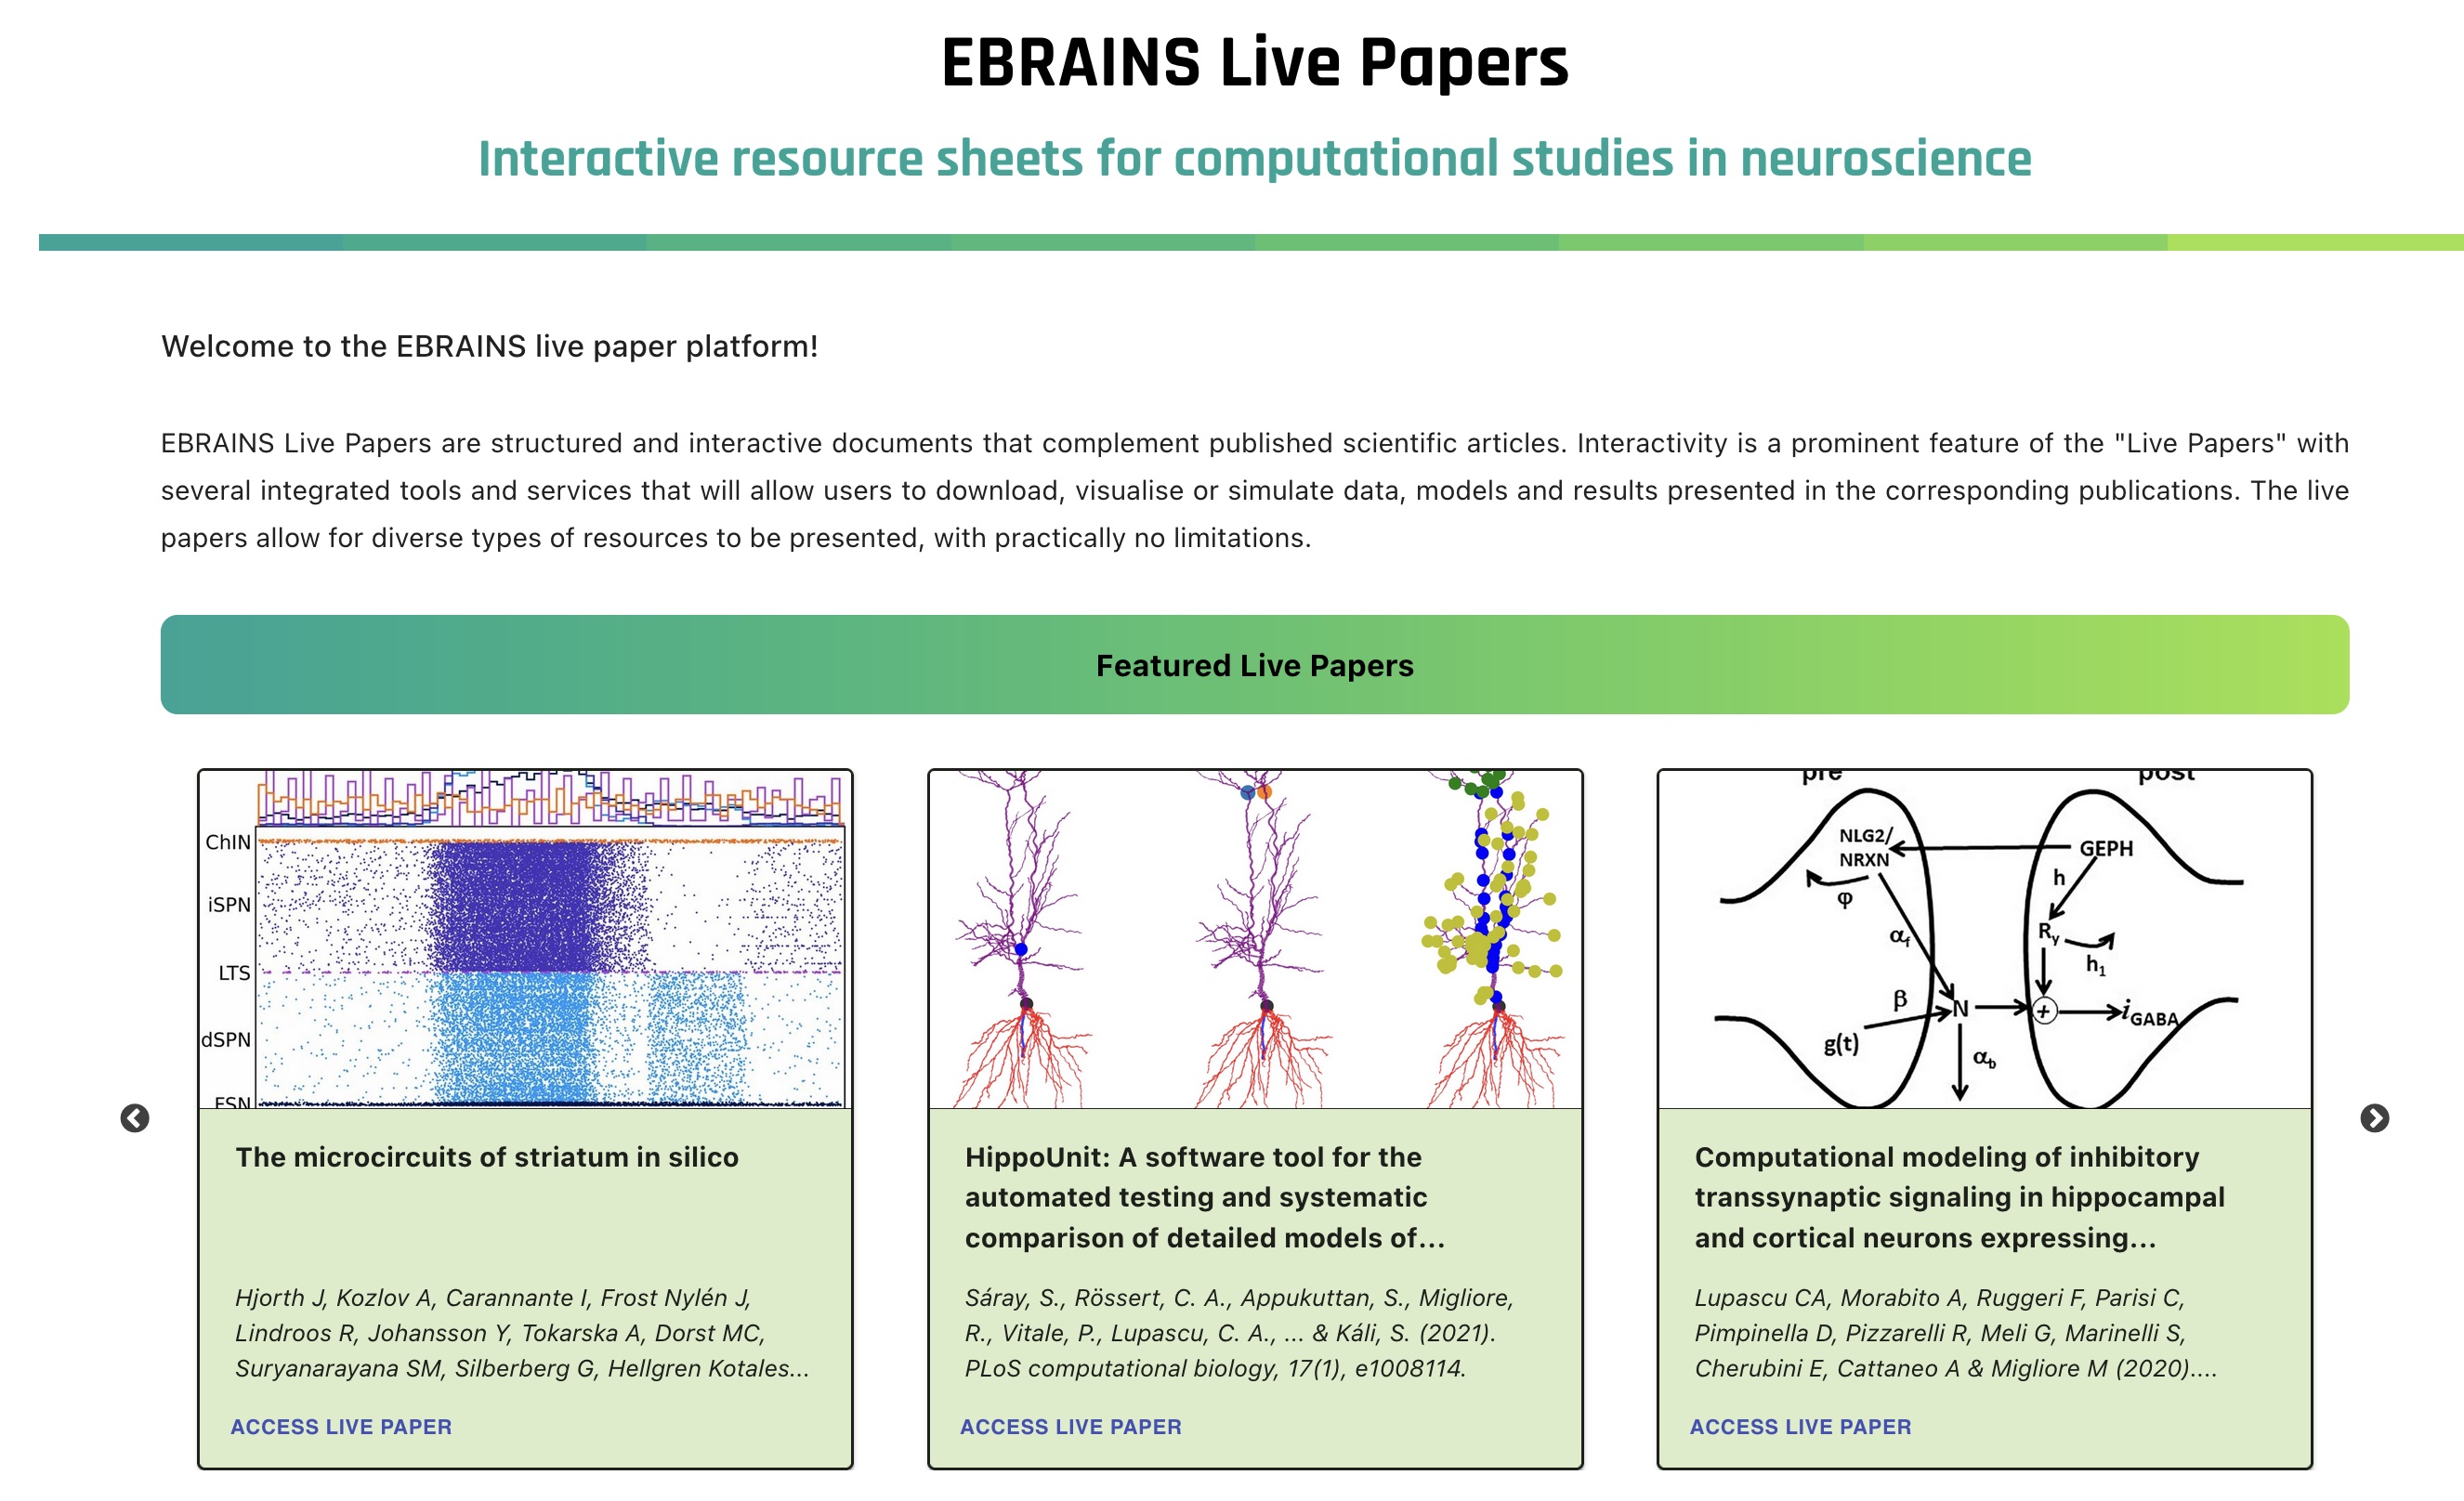 EBRAINS Live Papers
Interactive resource sheets for computational studies in neuroscience
Welcome to the EBRAINS live paper platform!
EBRAINS Live Papers are structured and interactive documents that complement published scientific articles. Interactivity is a prominent feature of the "Live Papers" with
several integrated tools and services that will allow users to download, visualise or simulate data, models and results presented in the corresponding publications. The live
papers allow for diverse types of resources to be presented, with practically no limitations.
Featured Live Papers
ChIN
iSPN
LTS
dSPN
FSN
The microcircuits of striatum in silico
Hjorth J, Kozlov A, Carannante I, Frost Nylén J,
Lindroos R, Johansson Y, Tokarska A, Dorst MC,
Suryanarayana SM, Silberberg G, Hellgren Kotales...
ACCESS LIVE PAPER
HippoUnit: A software tool for the
automated testing and systematic
comparison of detailed models of...
Sáray, S., Rössert, C. A., Appukuttan, S., Migliore,
R., Vitale, P., Lupascu, C. A., ... & Káli, S. (2021).
PLoS computational biology, 17(1), e1008114.
ACCESS LIVE PAPER
pre
post
NLG2/
NRXN
GEPH
h
φ
Rγ
αf
h1
β
N
+
iGABA
g(t)
αb
Computational modeling of inhibitory
transsynaptic signaling in hippocampal
and cortical neurons expressing...
Lupascu CA, Morabito A, Ruggeri F, Parisi C,
Pimpinella D, Pizzarelli R, Meli G, Marinelli S,
Cherubini E, Cattaneo A & Migliore M (2020)....
ACCESS LIVE PAPER